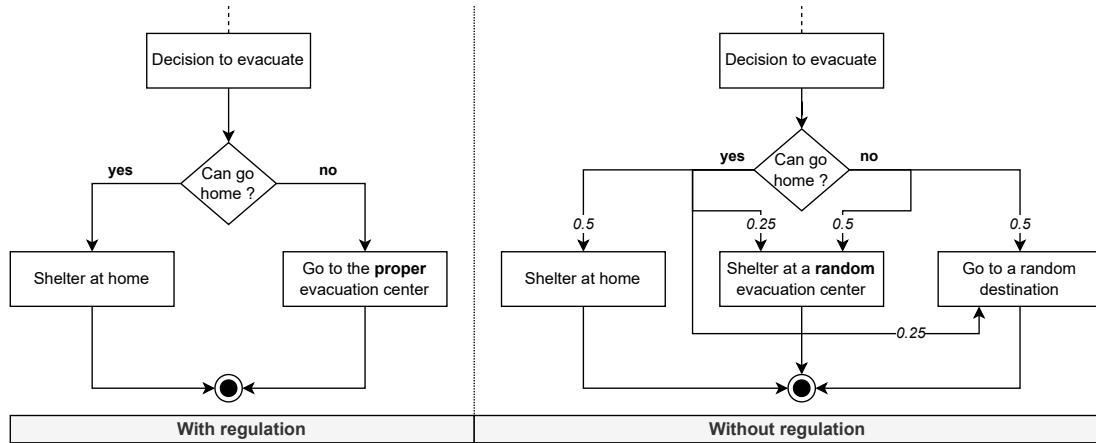 Decision to evacuate
Can go
home ?
yes
no
Shelter at home
Go to the proper
evacuation center
With regulation
Decision to evacuate
Can go
home ?
yes
no
0.5
0.25
0.5
0.5
Shelter at home
Shelter at a random
evacuation center
Go to a random
destination
0.25
Without regulation